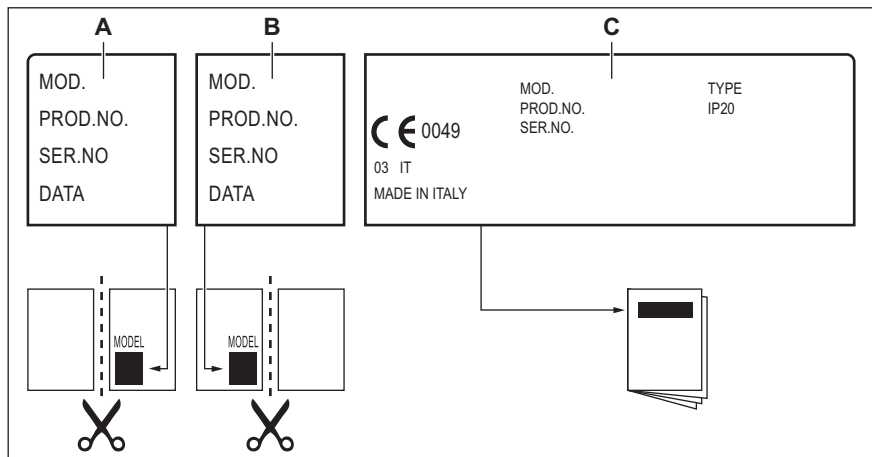 A
B
C
MOD.
PROD.NO.
SER.NO
DATA
MOD.
PROD.NO.
SER.NO
DATA
MOD.
PROD.NO.
SER.NO.
TYPE
IP20
CE 0049
03 IT
MADE IN ITALY
MODEL
MODEL